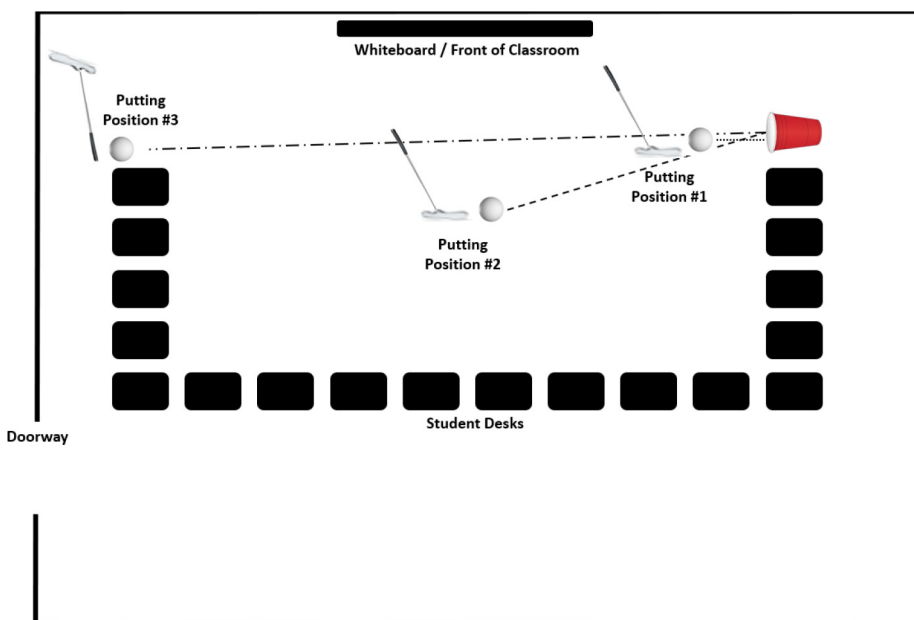 Whiteboard / Front of Classroom
Putting
Position #3
Putting
Position #1
Putting
Position #2
Student Desks
Doorway